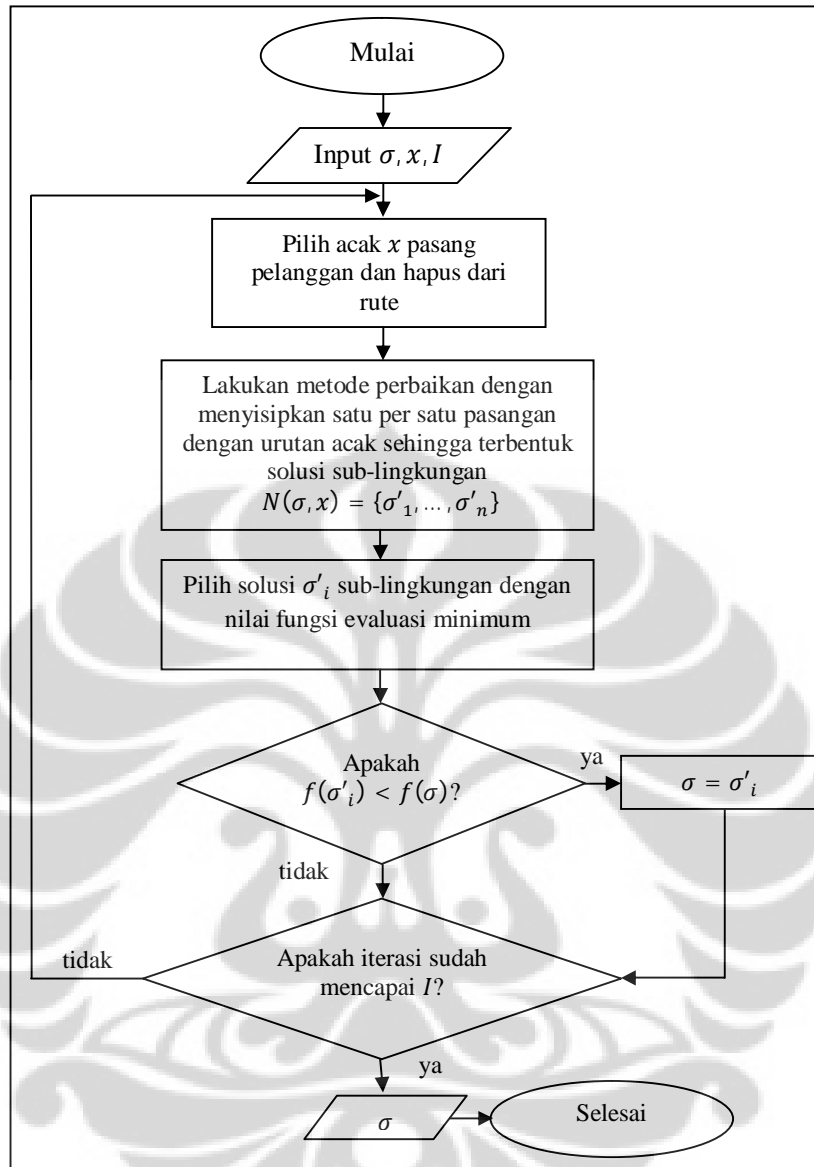 Mulai
Input σ, x, I
Pilih acak x pasang
pelanggan dan hapus dari
rute
Lakukan metode perbaikan dengan
menyisipkan satu per satu pasangan
dengan urutan acak sehingga terbentuk
solusi sub-lingkungan
N(σ, x) = {σ′₁, … , σ′ₙ}
Pilih solusi σ′ᵢ sub-lingkungan dengan
nilai fungsi evaluasi minimum
Apakah
f(σ′ᵢ) < f(σ)?
ya
σ = σ′ᵢ
tidak
Apakah iterasi sudah
mencapai I?
tidak
ya
σ
Selesai